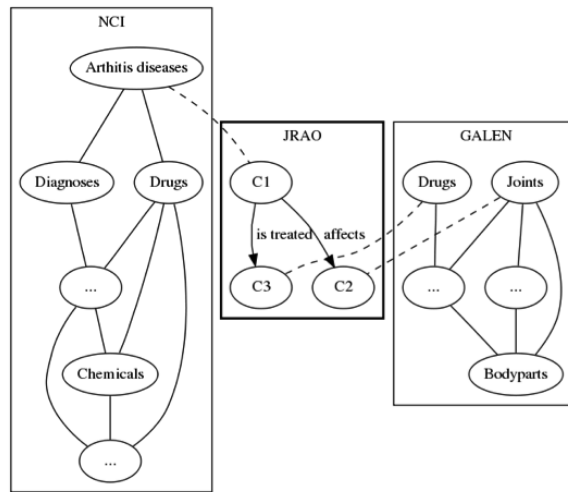 NCI
Arthitis diseases
Diagnoses
Drugs
...
Chemicals
...
JRAO
C1
is treated
affects
C3
C2
GALEN
Drugs
Joints
...
...
Bodyparts